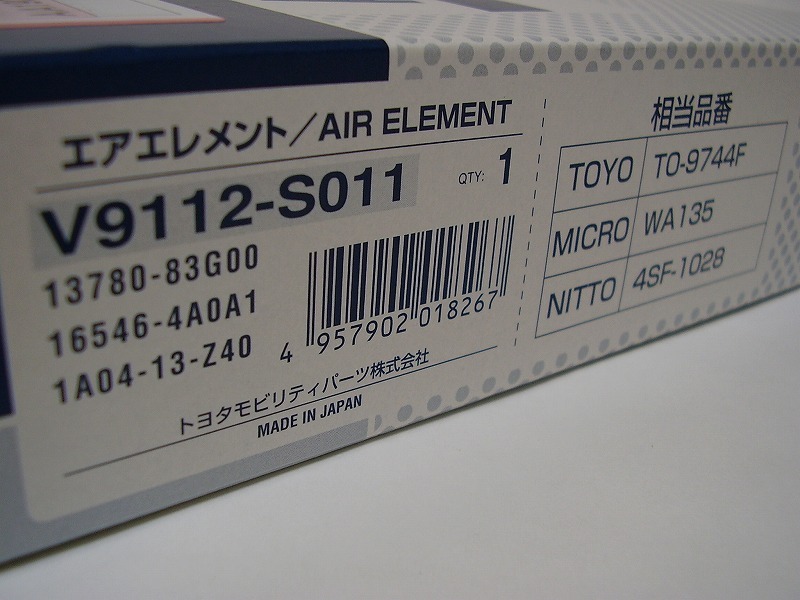 エアエレメント／AIR ELEMENT
V9112-S011
QTY: 1
13780-83G00
16546-4A0A1
1A04-13-Z40
4 957902 018267
トヨタモビリティパーツ株式会社
MADE IN JAPAN
相当品番
TOYO TO-9744F
MICRO WA135
NITTO 4SF-1028